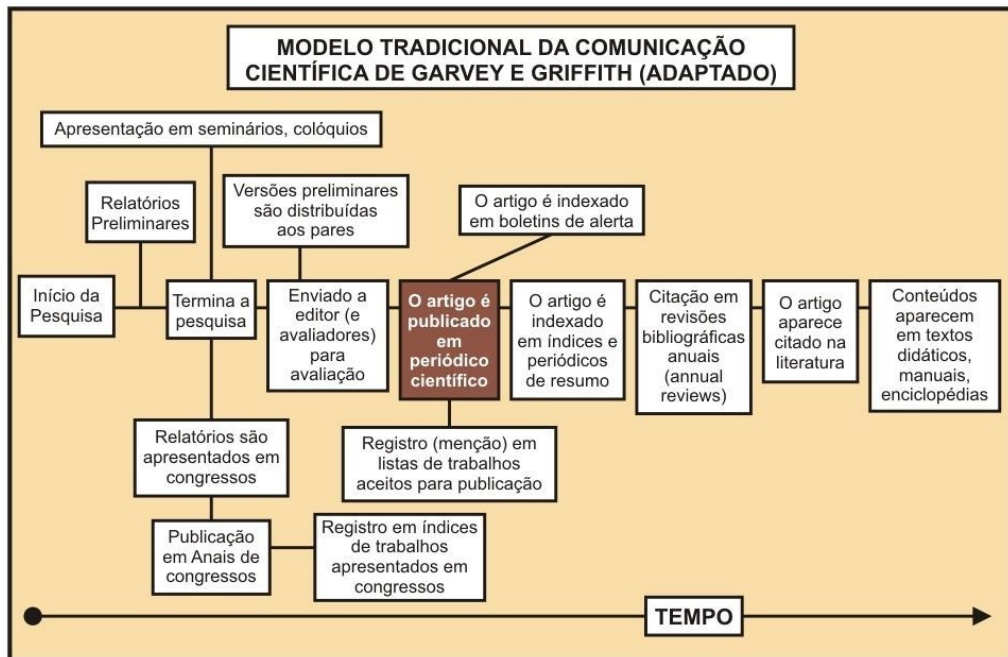 MODELO TRADICIONAL DA COMUNICAÇÃO
CIENTÍFICA DE GARVEY E GRIFFITH (ADAPTADO)
Apresentação em seminários, colóquios
Relatórios
Preliminares
Versões preliminares
são distribuídas
aos pares
O artigo é indexado
em boletins de alerta
Início da
Pesquisa
Termina a
pesquisa
Enviado a
editor (e
avaliadores)
para
avaliação
O artigo é
publicado
em
periódico
científico
O artigo é
indexado
em índices e
periódicos
de resumo
Citação em
revisões
bibliográficas
anuais
(annual
reviews)
O artigo
aparece
citado na
literatura
Conteúdos
aparecem
em textos
didáticos,
manuais,
enciclopédias
Relatórios são
apresentados em
congressos
Registro (menção) em
listas de trabalhos
aceitos para publicação
Publicação
em Anais de
congressos
Registro em índices
de trabalhos
apresentados em
congressos
TEMPO